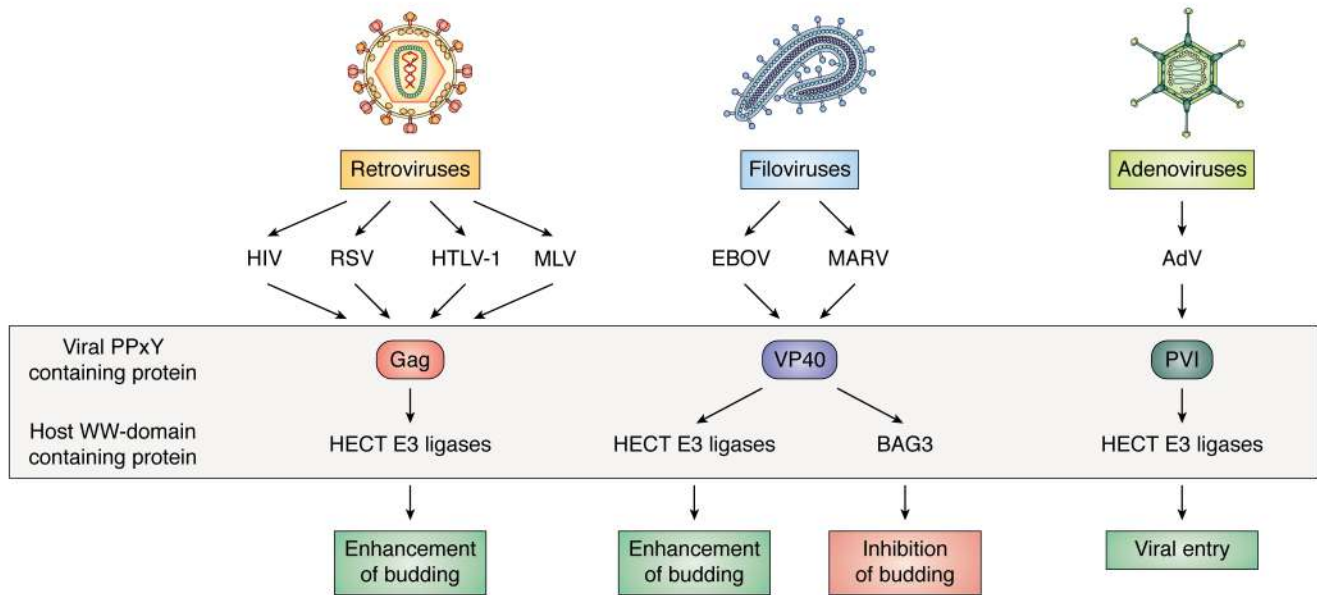 Retroviruses
Filoviruses
Adenoviruses
HIV
RSV
HTLV-1
MLV
EBOV
MARV
AdV
Viral PPxY
containing protein
Gag
VP40
PVI
Host WW-domain
containing protein
HECT E3 ligases
HECT E3 ligases
BAG3
HECT E3 ligases
Enhancement
of budding
Enhancement
of budding
Inhibition
of budding
Viral entry